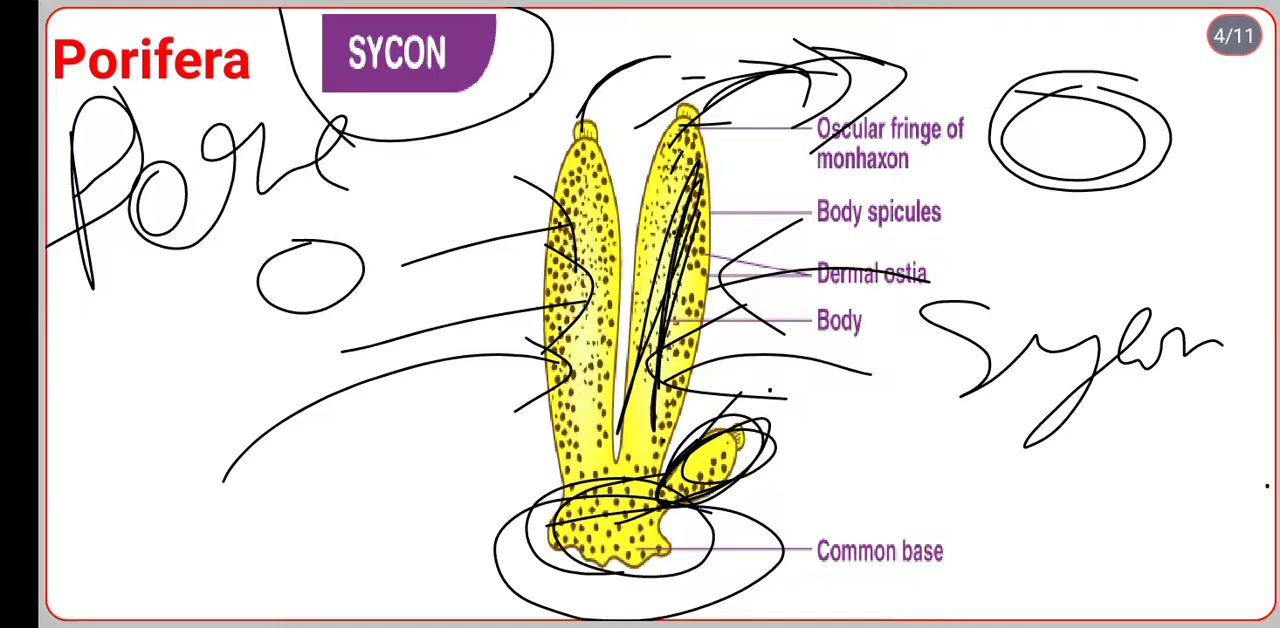 Porifera
SYCON
4/11
Pore
Oscular fringe of
monhaxon
Body spicules
Dermal ostia
Body
Sycon
Common base